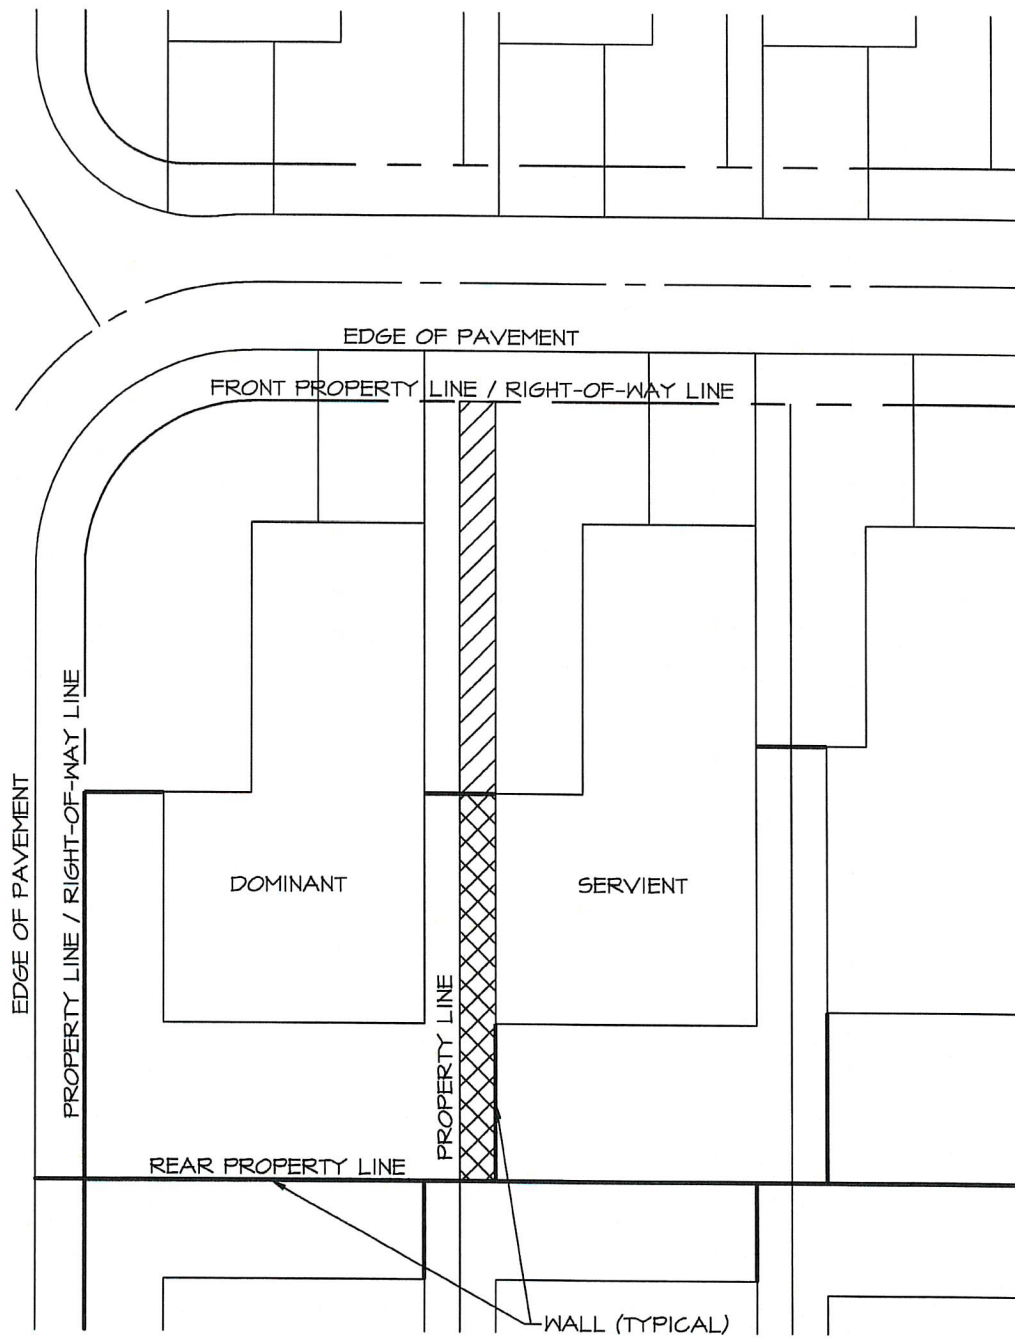 EDGE OF PAVEMENT
FRONT PROPERTY LINE / RIGHT-OF-WAY LINE
PROPERTY LINE / RIGHT-OF-WAY LINE
EDGE OF PAVEMENT
DOMINANT
SERVIENT
PROPERTY LINE
REAR PROPERTY LINE
WALL (TYPICAL)